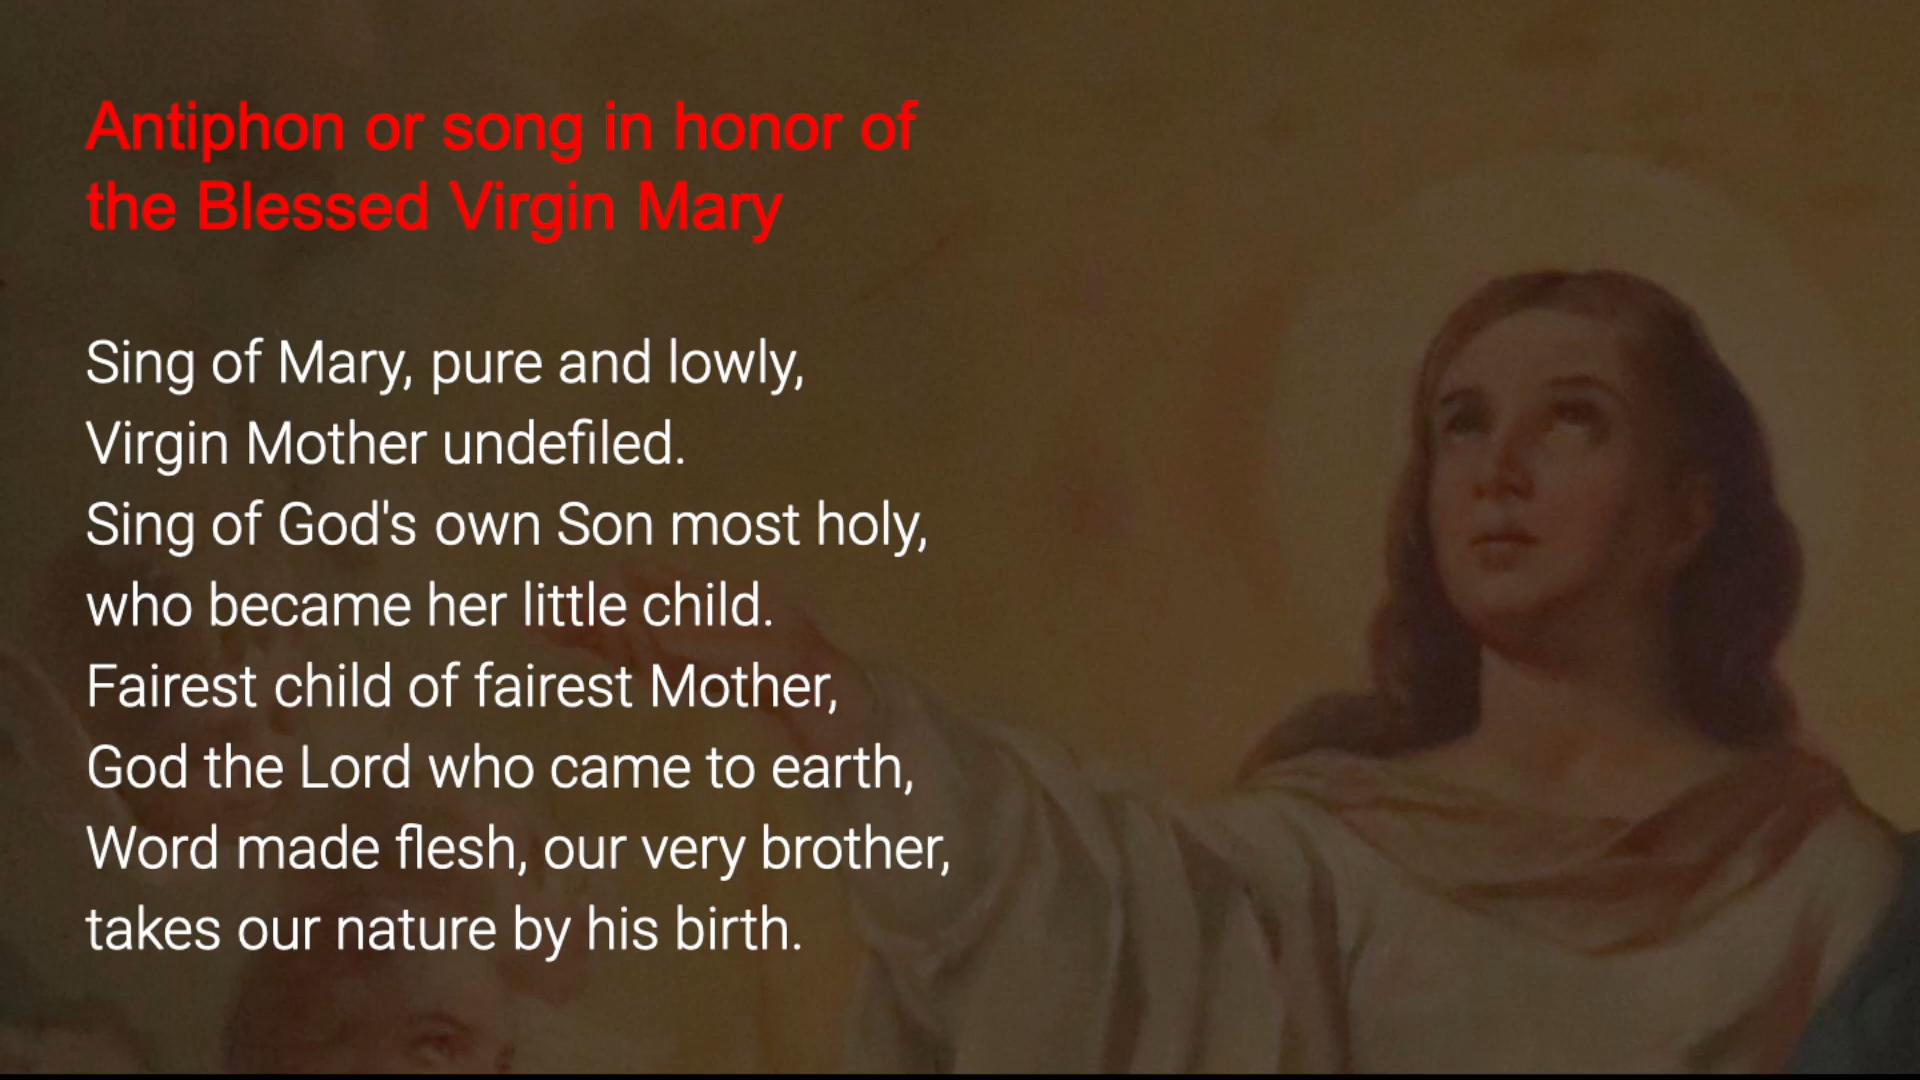 Antiphon or song in honor of
the Blessed Virgin Mary
Sing of Mary, pure and lowly,
Virgin Mother undefiled.
Sing of God's own Son most holy,
who became her little child.
Fairest child of fairest Mother,
God the Lord who came to earth,
Word made flesh, our very brother,
takes our nature by his birth.